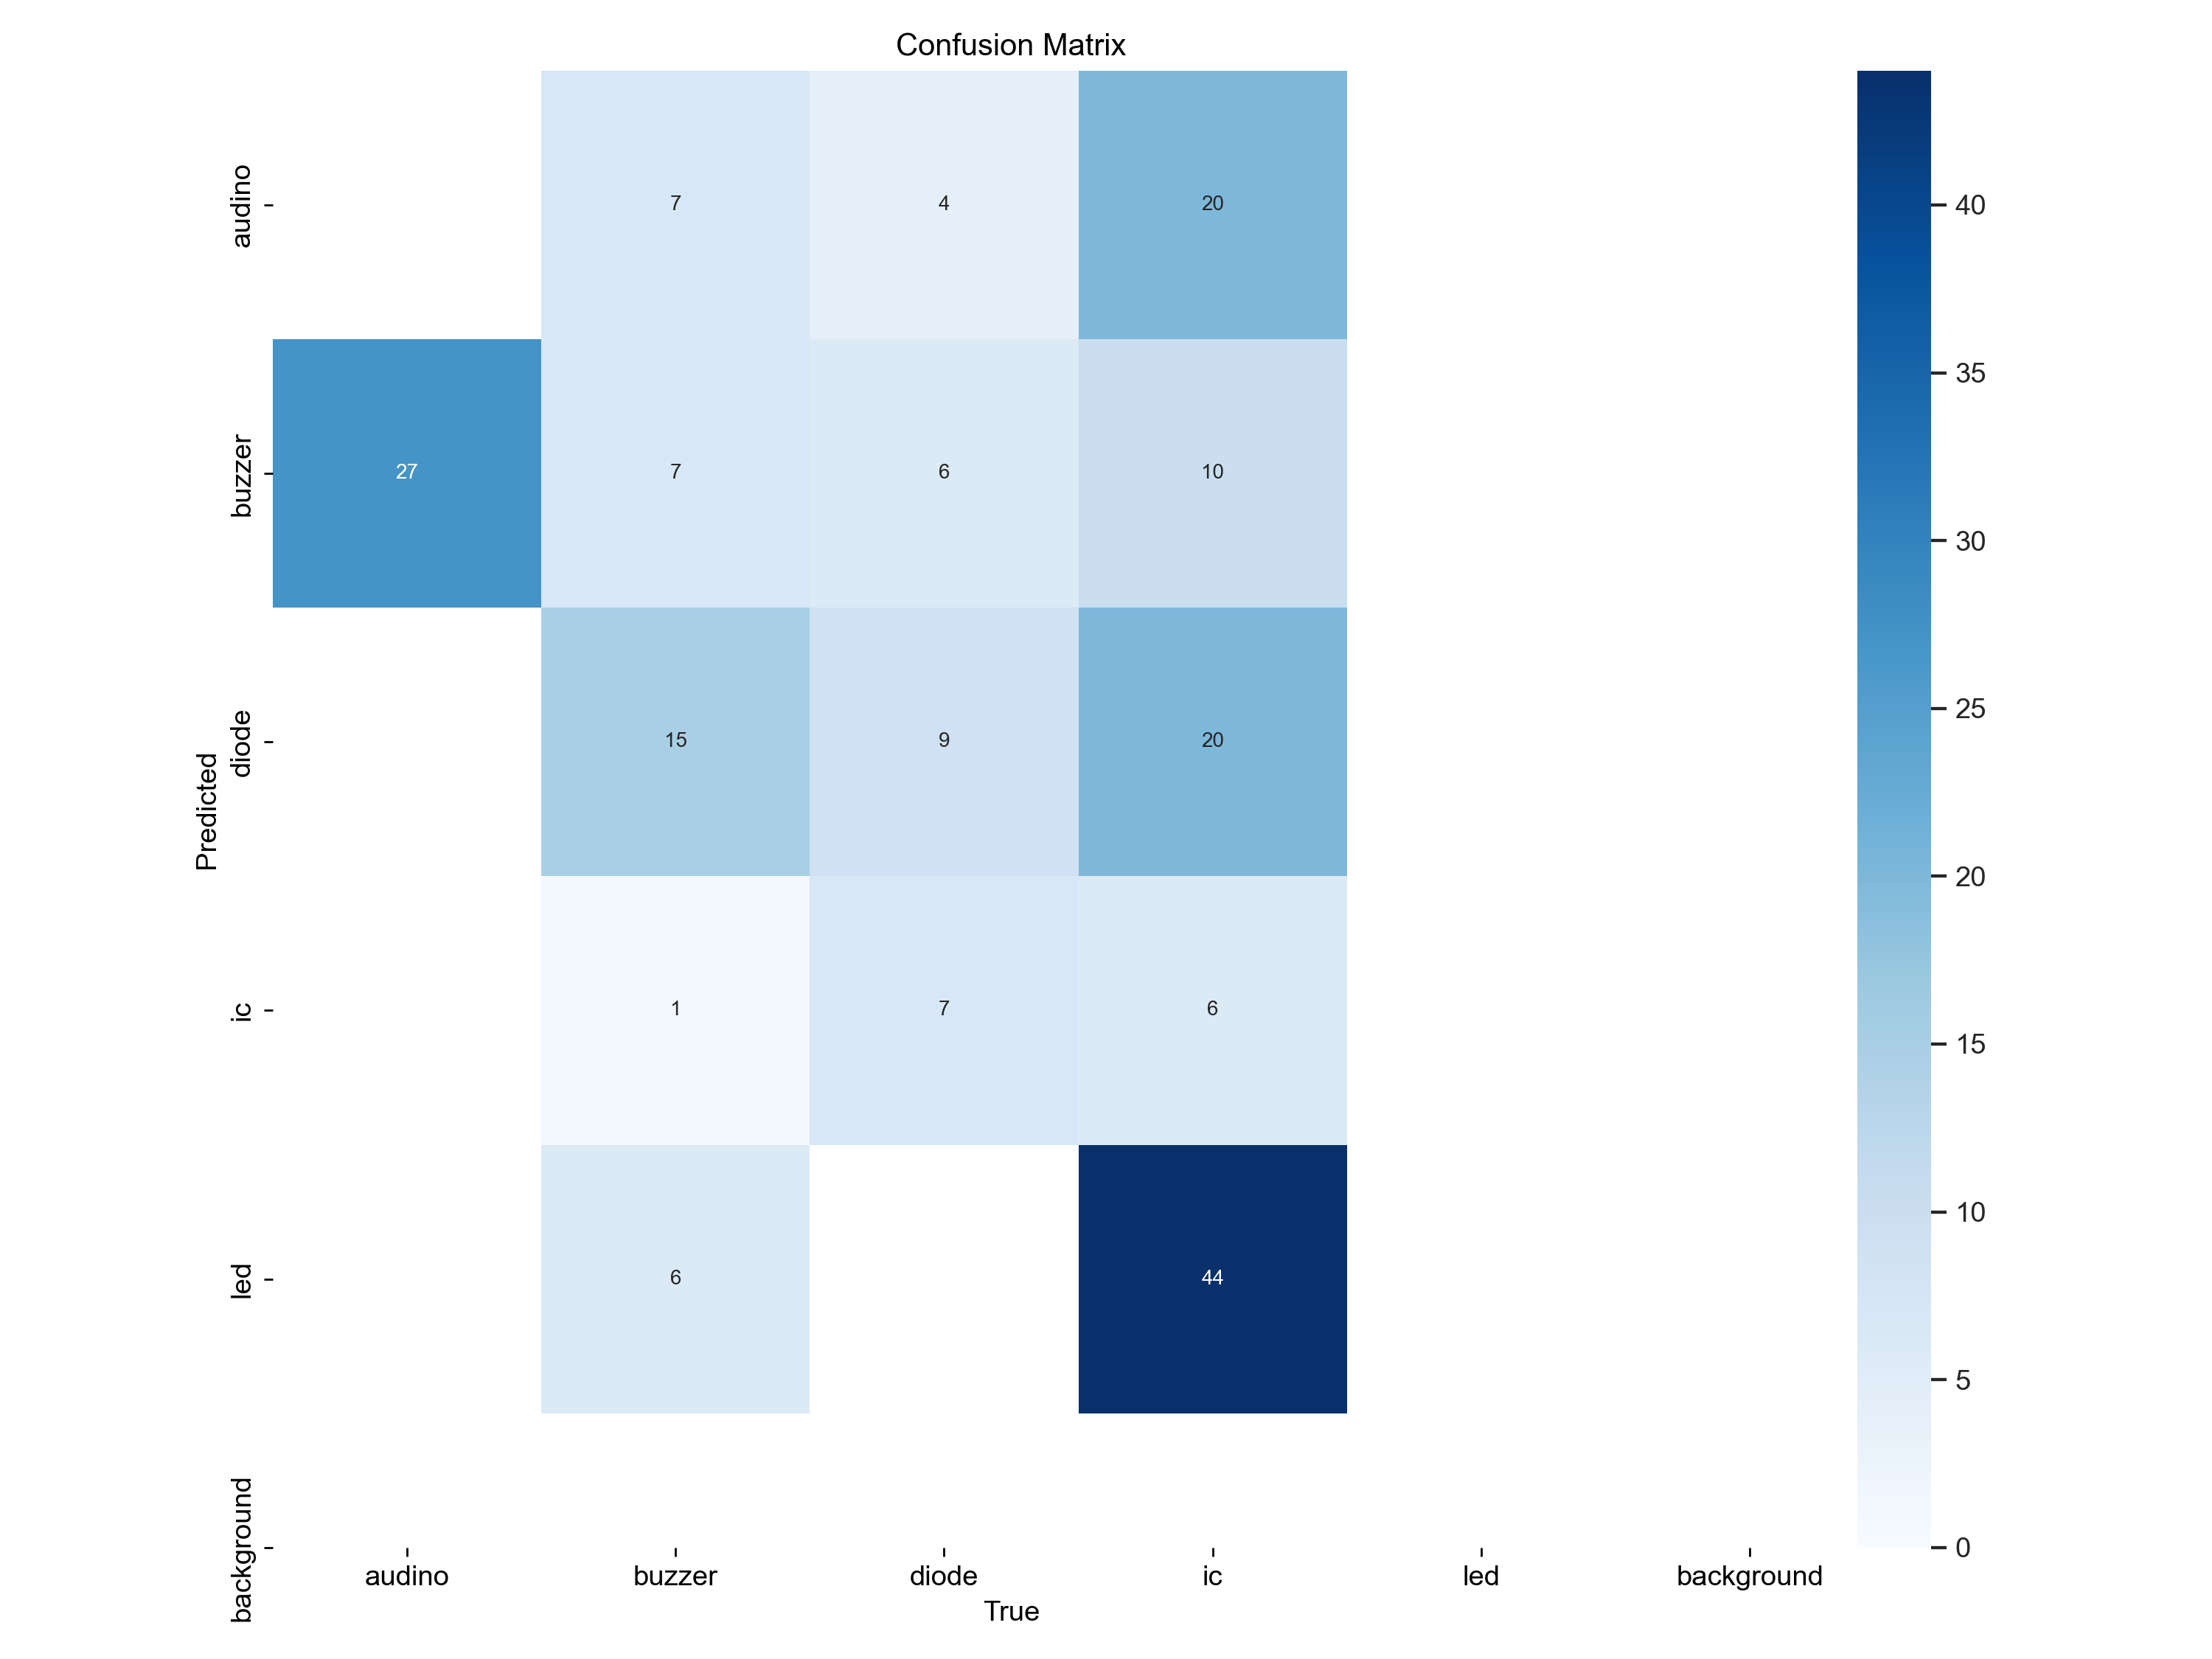 Confusion Matrix
audino
7 4 20
buzzer
27 7 6 10
diode
15 9 20
ic
1 7 6
led
6 44
background
Predicted
audino buzzer diode ic led background
True
40
35
30
25
20
15
10
5
0